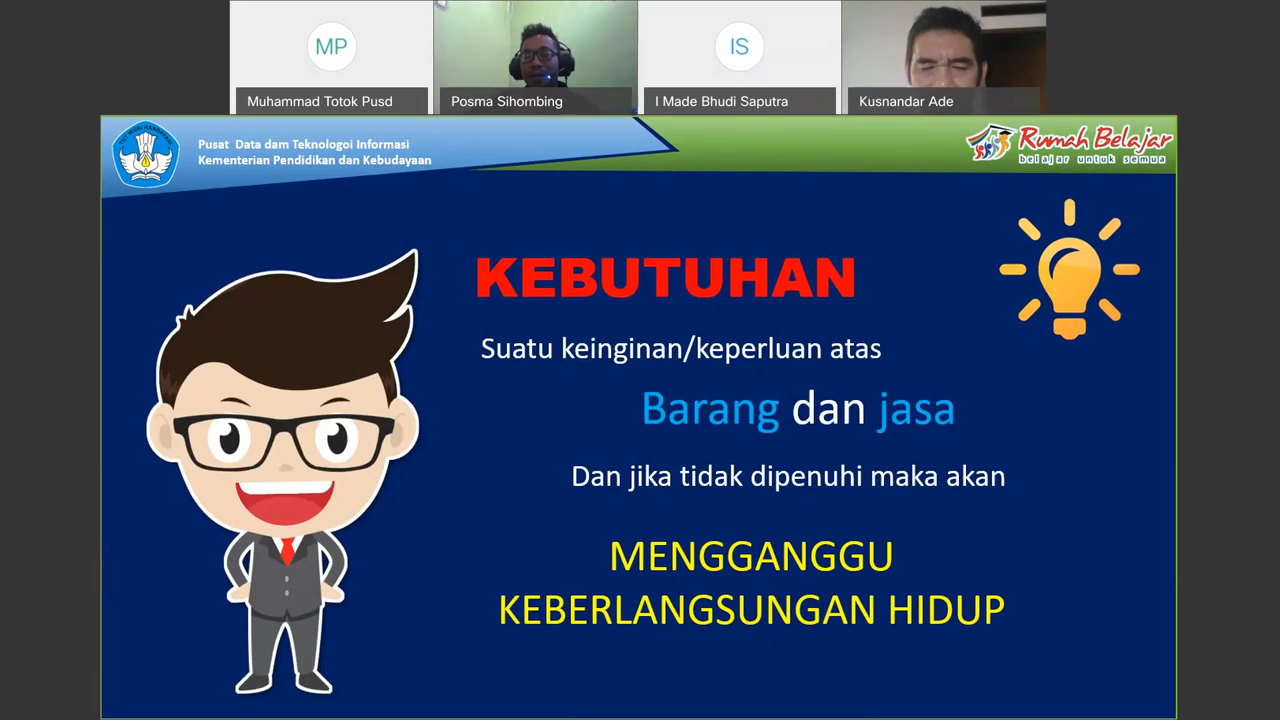 MP
IS
Muhammad Totok Pusd
Posma Sihombing
I Made Bhudi Saputra
Kusnandar Ade
Pusat Data dam Teknologoi Informasi
Kementerian Pendidikan dan Kebudayaan
Rumah Belajar
belajar untuk semua
KEBUTUHAN
Suatu keinginan/keperluan atas
Barang dan jasa
Dan jika tidak dipenuhi maka akan
MENGGANGGU
KEBERLANGSUNGAN HIDUP